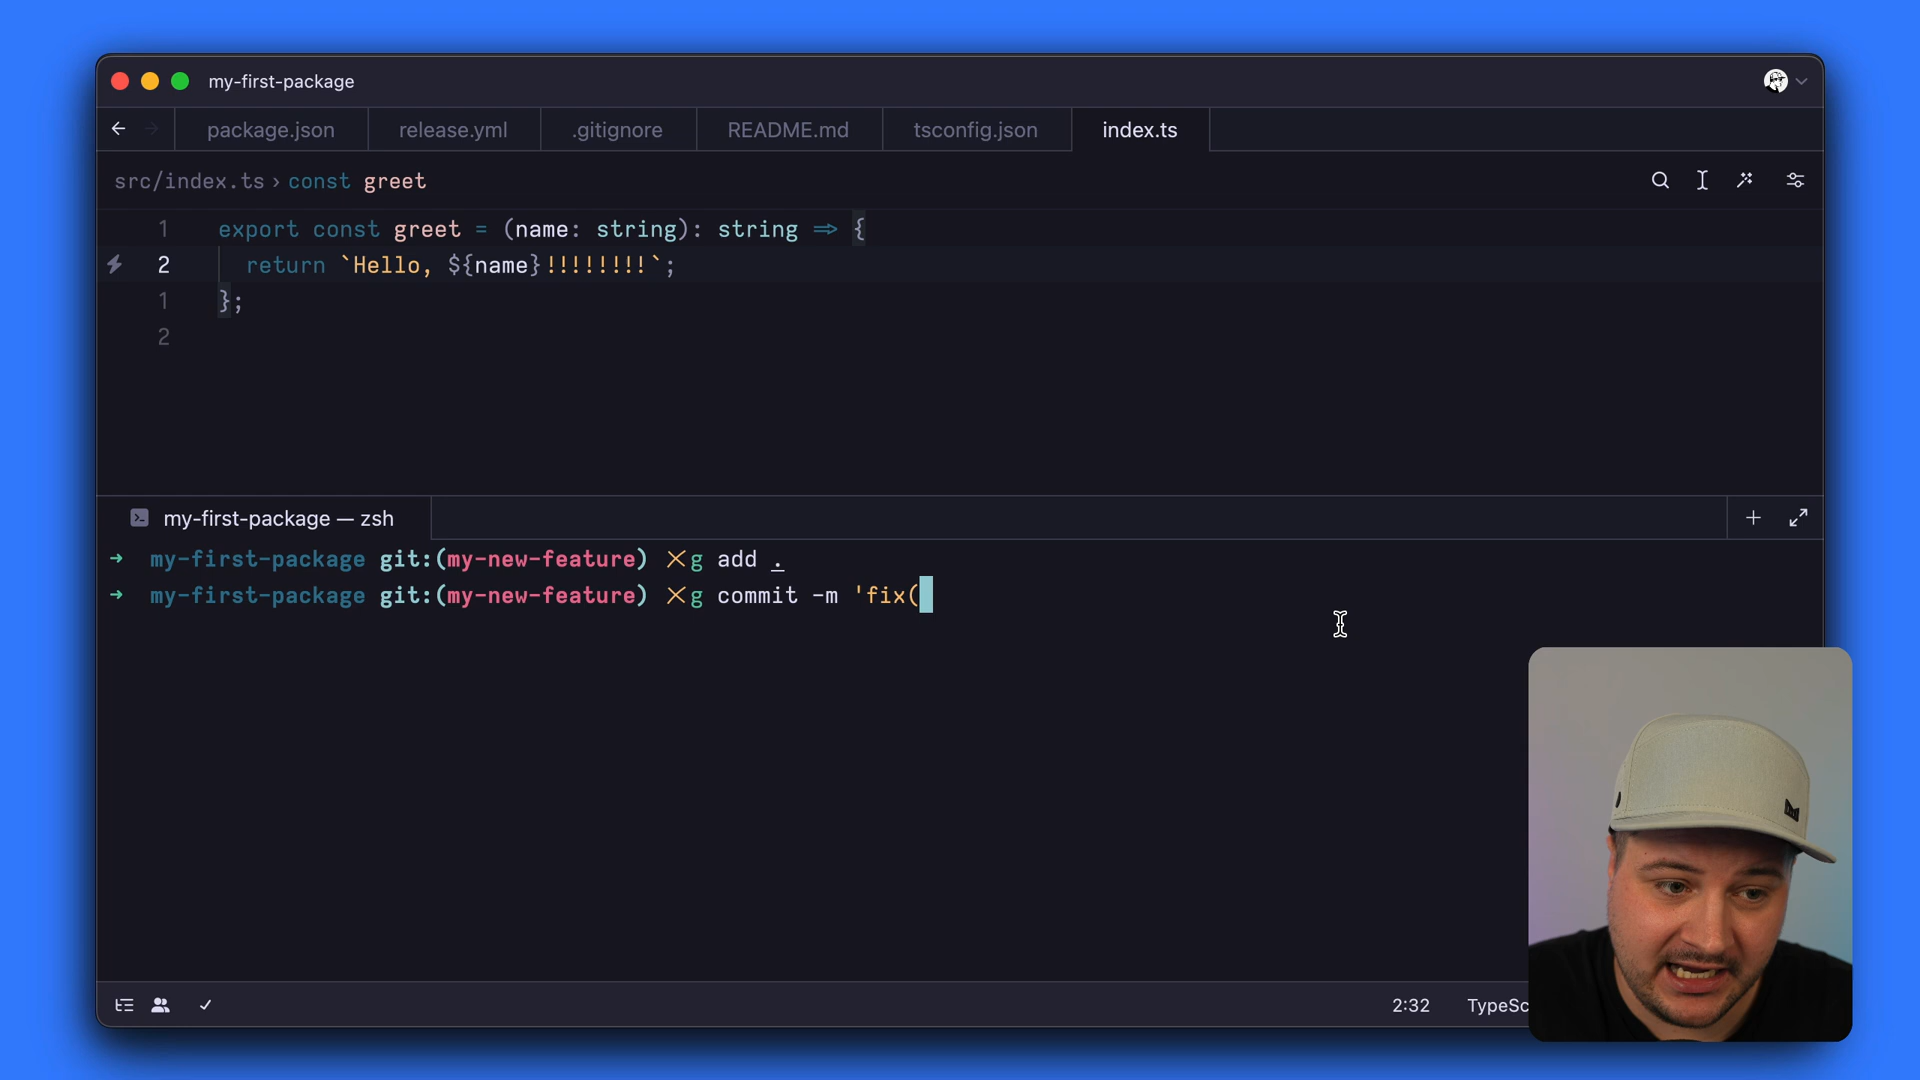 my-first-package
package.json release.yml .gitignore README.md tsconfig.json index.ts
src/index.ts › const greet
1 export const greet = (name: string): string => {
2 return `Hello, ${name}!!!!!!!!`;
1 };
2
my-first-package — zsh
➜ my-first-package git:(my-new-feature) ✗ g add .
➜ my-first-package git:(my-new-feature) ✗ g commit -m 'fix(
2:32 TypeSc